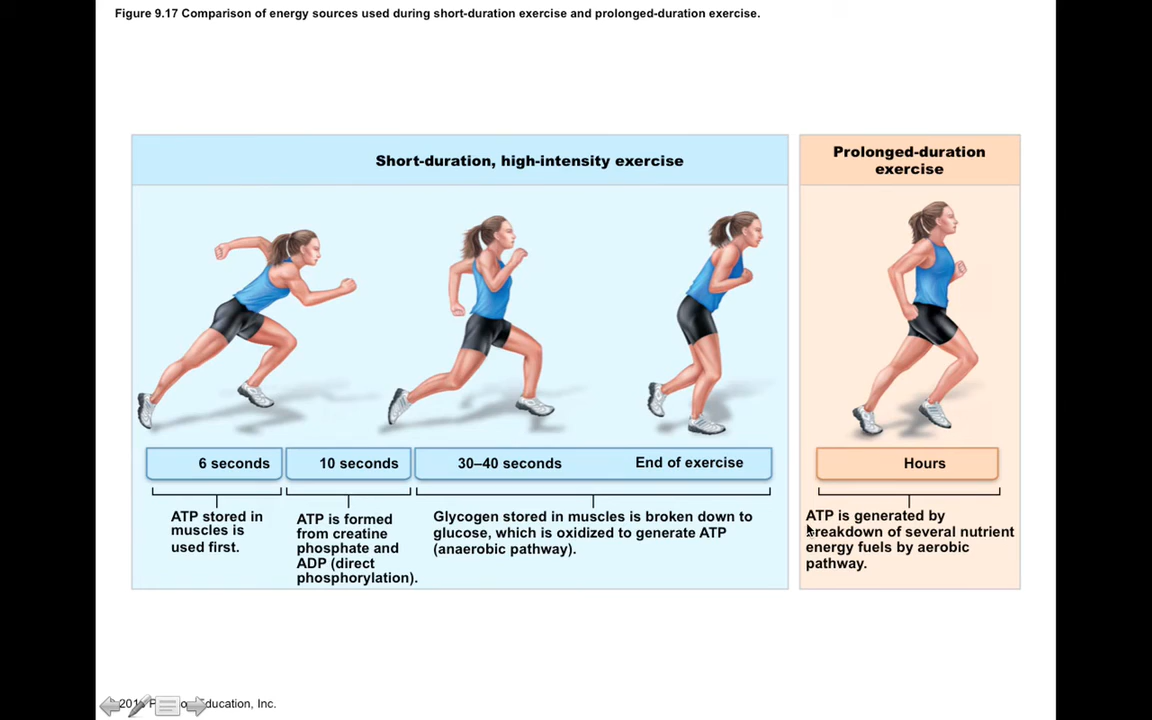 Figure 9.17 Comparison of energy sources used during short-duration exercise and prolonged-duration exercise.
Short-duration, high-intensity exercise
6 seconds
10 seconds
30–40 seconds
End of exercise
ATP stored in
muscles is
used first.
ATP is formed
from creatine
phosphate and
ADP (direct
phosphorylation).
Glycogen stored in muscles is broken down to
glucose, which is oxidized to generate ATP
(anaerobic pathway).
Prolonged-duration
exercise
Hours
ATP is generated by
breakdown of several nutrient
energy fuels by aerobic
pathway.
Education, Inc.